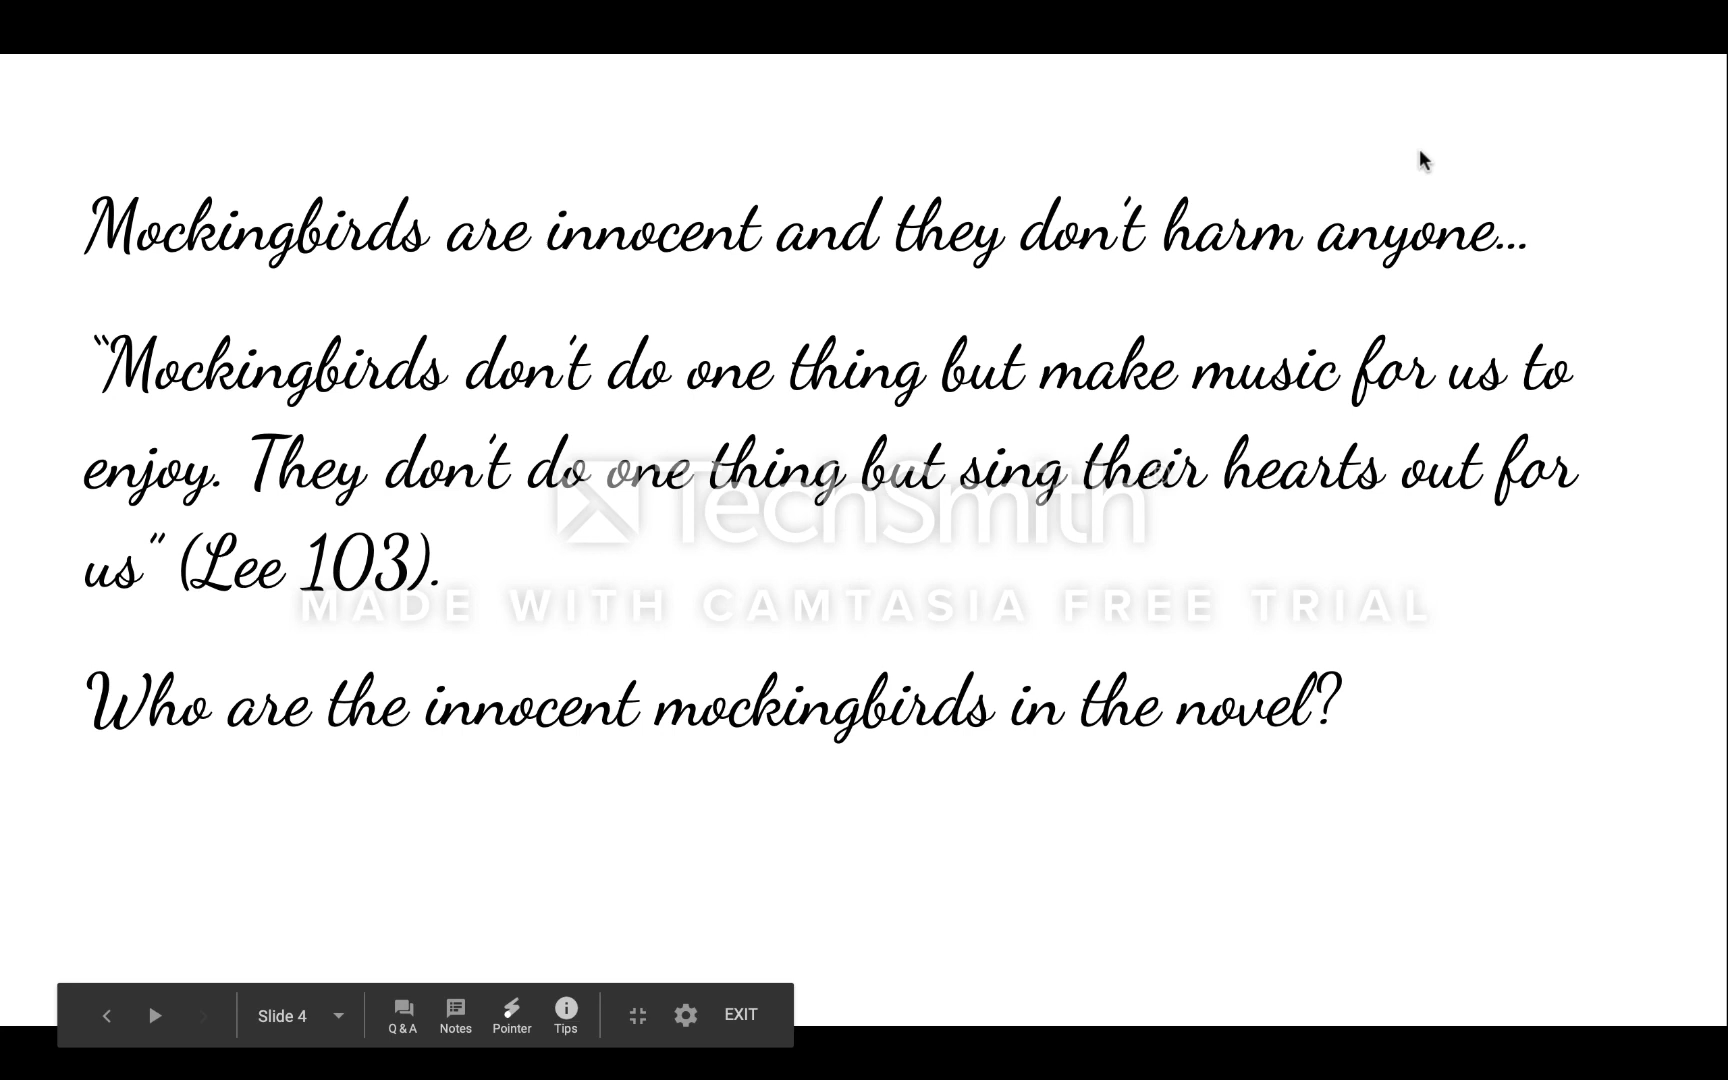 Mockingbirds are innocent and they don't harm anyone...
"Mockingbirds don't do one thing but make music for us to
enjoy. They don't do one thing but sing their hearts out for
us" (Lee 103).
TechSmith
MADE WITH CAMTASIA FREE TRIAL
Who are the innocent mockingbirds in the novel?
Slide 4
Q & A
Notes
Pointer
Tips
EXIT